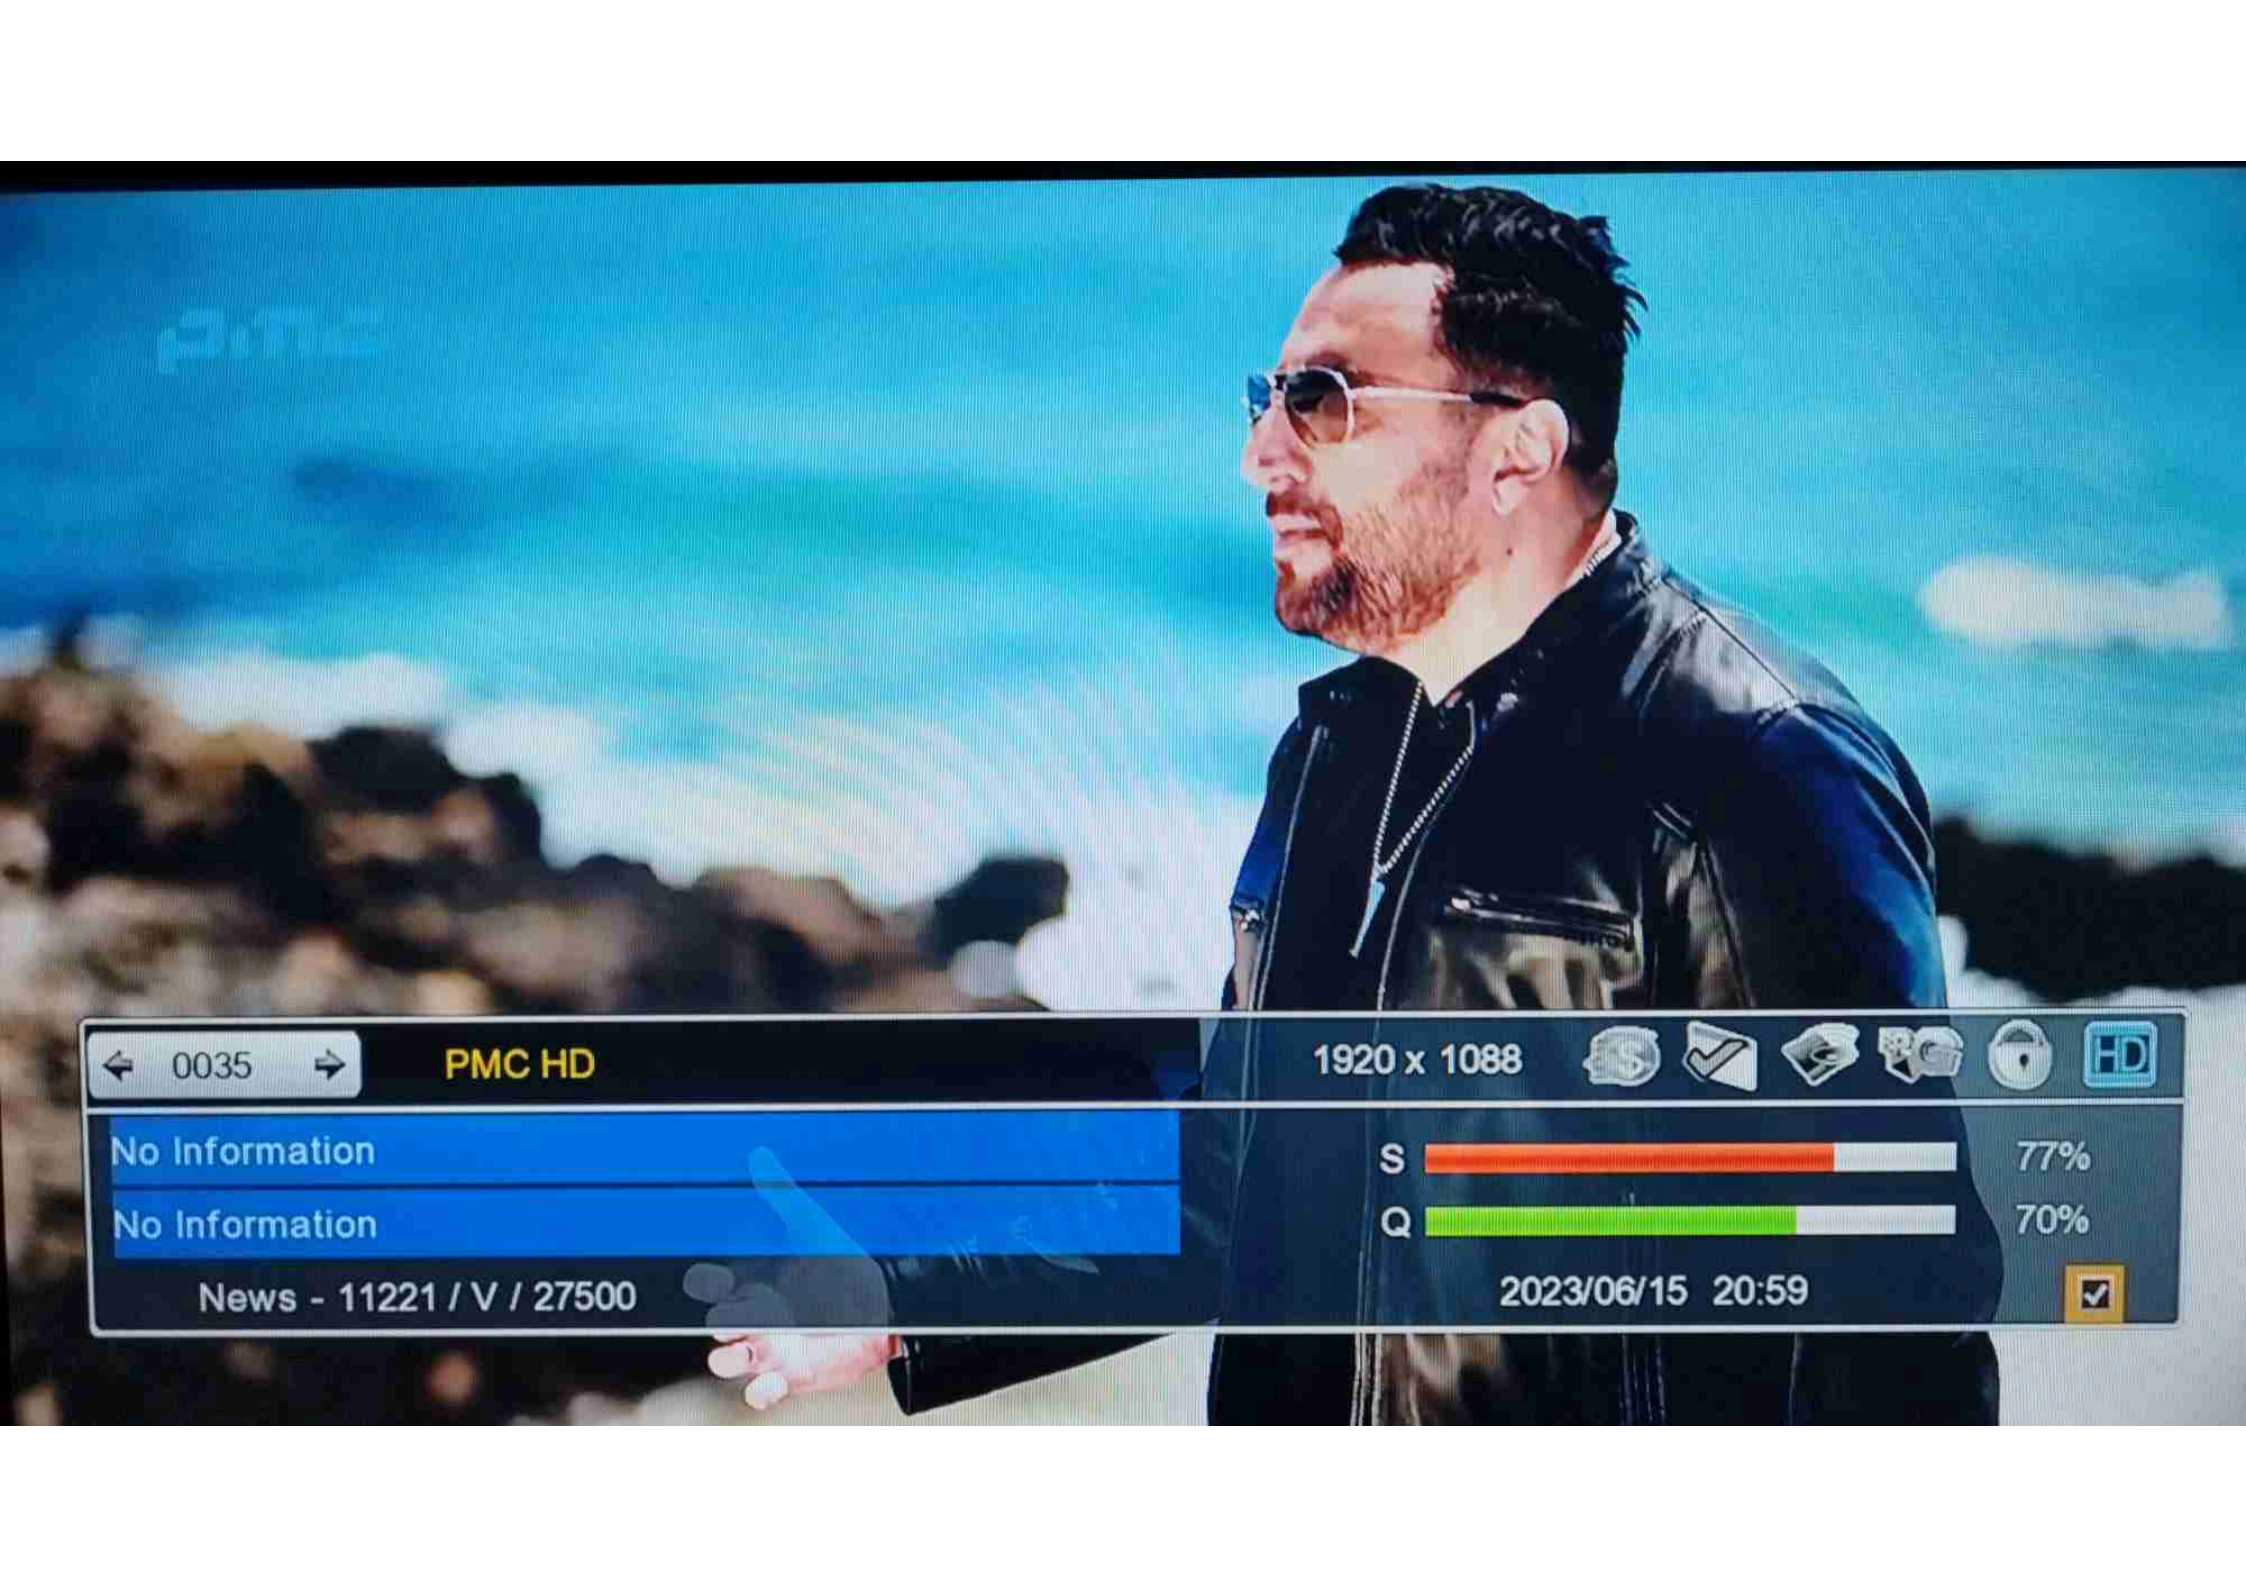 pmc
0035 PMC HD 1920 x 1088 HD
No Information
S 77%
No Information
Q 70%
News - 11221 / V / 27500 2023/06/15 20:59